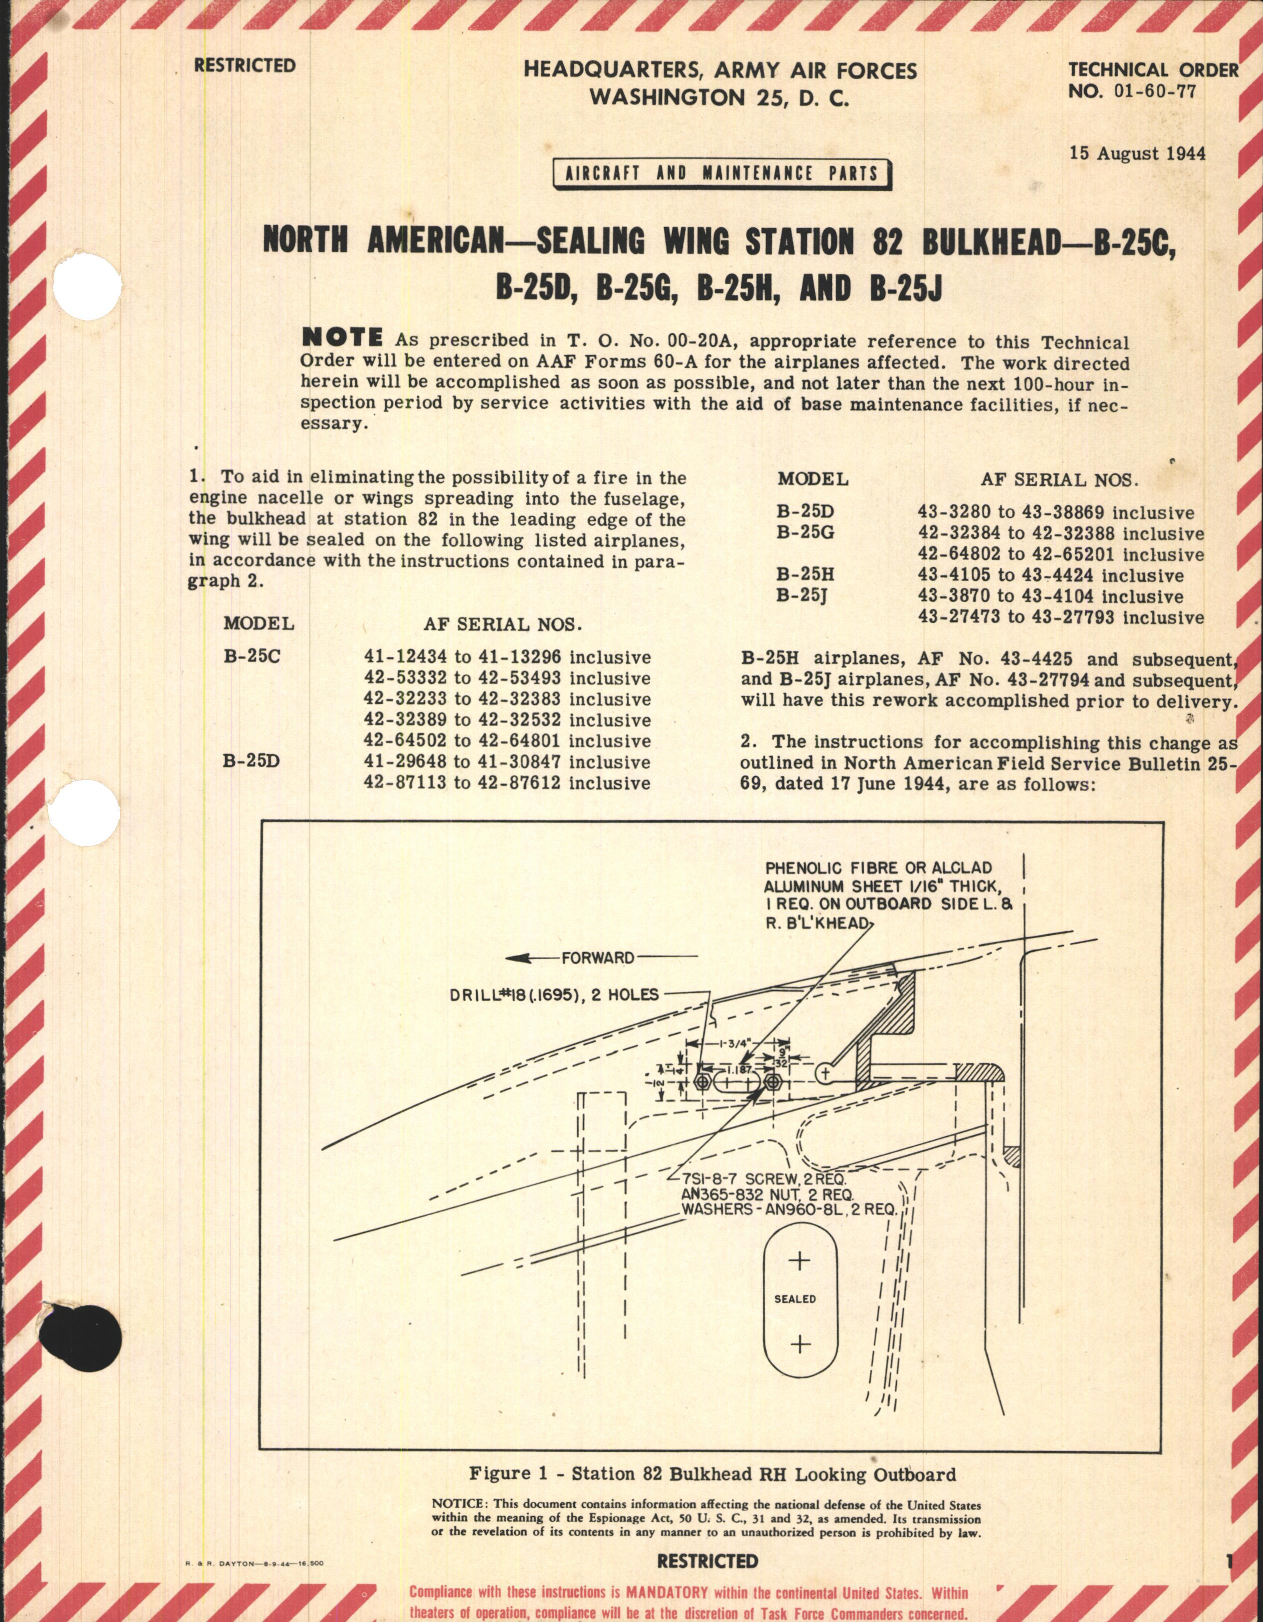 RESTRICTED
HEADQUARTERS, ARMY AIR FORCES
WASHINGTON 25, D. C.
TECHNICAL ORDER
NO. 01-60-77
15 August 1944
AIRCRAFT AND MAINTENANCE PARTS
NORTH AMERICAN—SEALING WING STATION 82 BULKHEAD—B-25C,
B-25D, B-25G, B-25H, AND B-25J
NOTE As prescribed in T. O. No. 00-20A, appropriate reference to this Technical
Order will be entered on AAF Forms 60-A for the airplanes affected. The work directed
herein will be accomplished as soon as possible, and not later than the next 100-hour in-
spection period by service activities with the aid of base maintenance facilities, if nec-
essary.
1. To aid in eliminating the possibility of a fire in the
engine nacelle or wings spreading into the fuselage,
the bulkhead at station 82 in the leading edge of the
wing will be sealed on the following listed airplanes,
in accordance with the instructions contained in para-
graph 2.
MODEL AF SERIAL NOS.
B-25C 41-12434 to 41-13296 inclusive
42-53332 to 42-53493 inclusive
42-32233 to 42-32383 inclusive
42-32389 to 42-32532 inclusive
42-64502 to 42-64801 inclusive
B-25D 41-29648 to 41-30847 inclusive
42-87113 to 42-87612 inclusive
MODEL AF SERIAL NOS.
B-25D 43-3280 to 43-38869 inclusive
B-25G 42-32384 to 42-32388 inclusive
42-64802 to 42-65201 inclusive
B-25H 43-4105 to 43-4424 inclusive
B-25J 43-3870 to 43-4104 inclusive
43-27473 to 43-27793 inclusive
B-25H airplanes, AF No. 43-4425 and subsequent,
and B-25J airplanes, AF No. 43-27794 and subsequent,
will have this rework accomplished prior to delivery.
2. The instructions for accomplishing this change as
outlined in North American Field Service Bulletin 25-
69, dated 17 June 1944, are as follows:
PHENOLIC FIBRE OR ALCLAD
ALUMINUM SHEET 1/16" THICK,
1 REQ. ON OUTBOARD SIDE L. &
R. B'L'KHEAD
FORWARD
DRILL #18 (.1695), 2 HOLES
1-3/4"
9/32"
1.187
1/4
1/2"
7S1-8-7 SCREW, 2 REQ.
AN365-832 NUT, 2 REQ.
WASHERS - AN960-8L, 2 REQ.
SEALED
Figure 1 - Station 82 Bulkhead RH Looking Outboard
NOTICE: This document contains information affecting the national defense of the United States
within the meaning of the Espionage Act, 50 U. S. C., 31 and 32, as amended. Its transmission
or the revelation of its contents in any manner to an unauthorized person is prohibited by law.
R. & R. DAYTON—8-9-44—16,500
RESTRICTED
1
Compliance with these instructions is MANDATORY within the continental United States. Within
theaters of operation, compliance will be at the discretion of Task Force Commanders concerned.